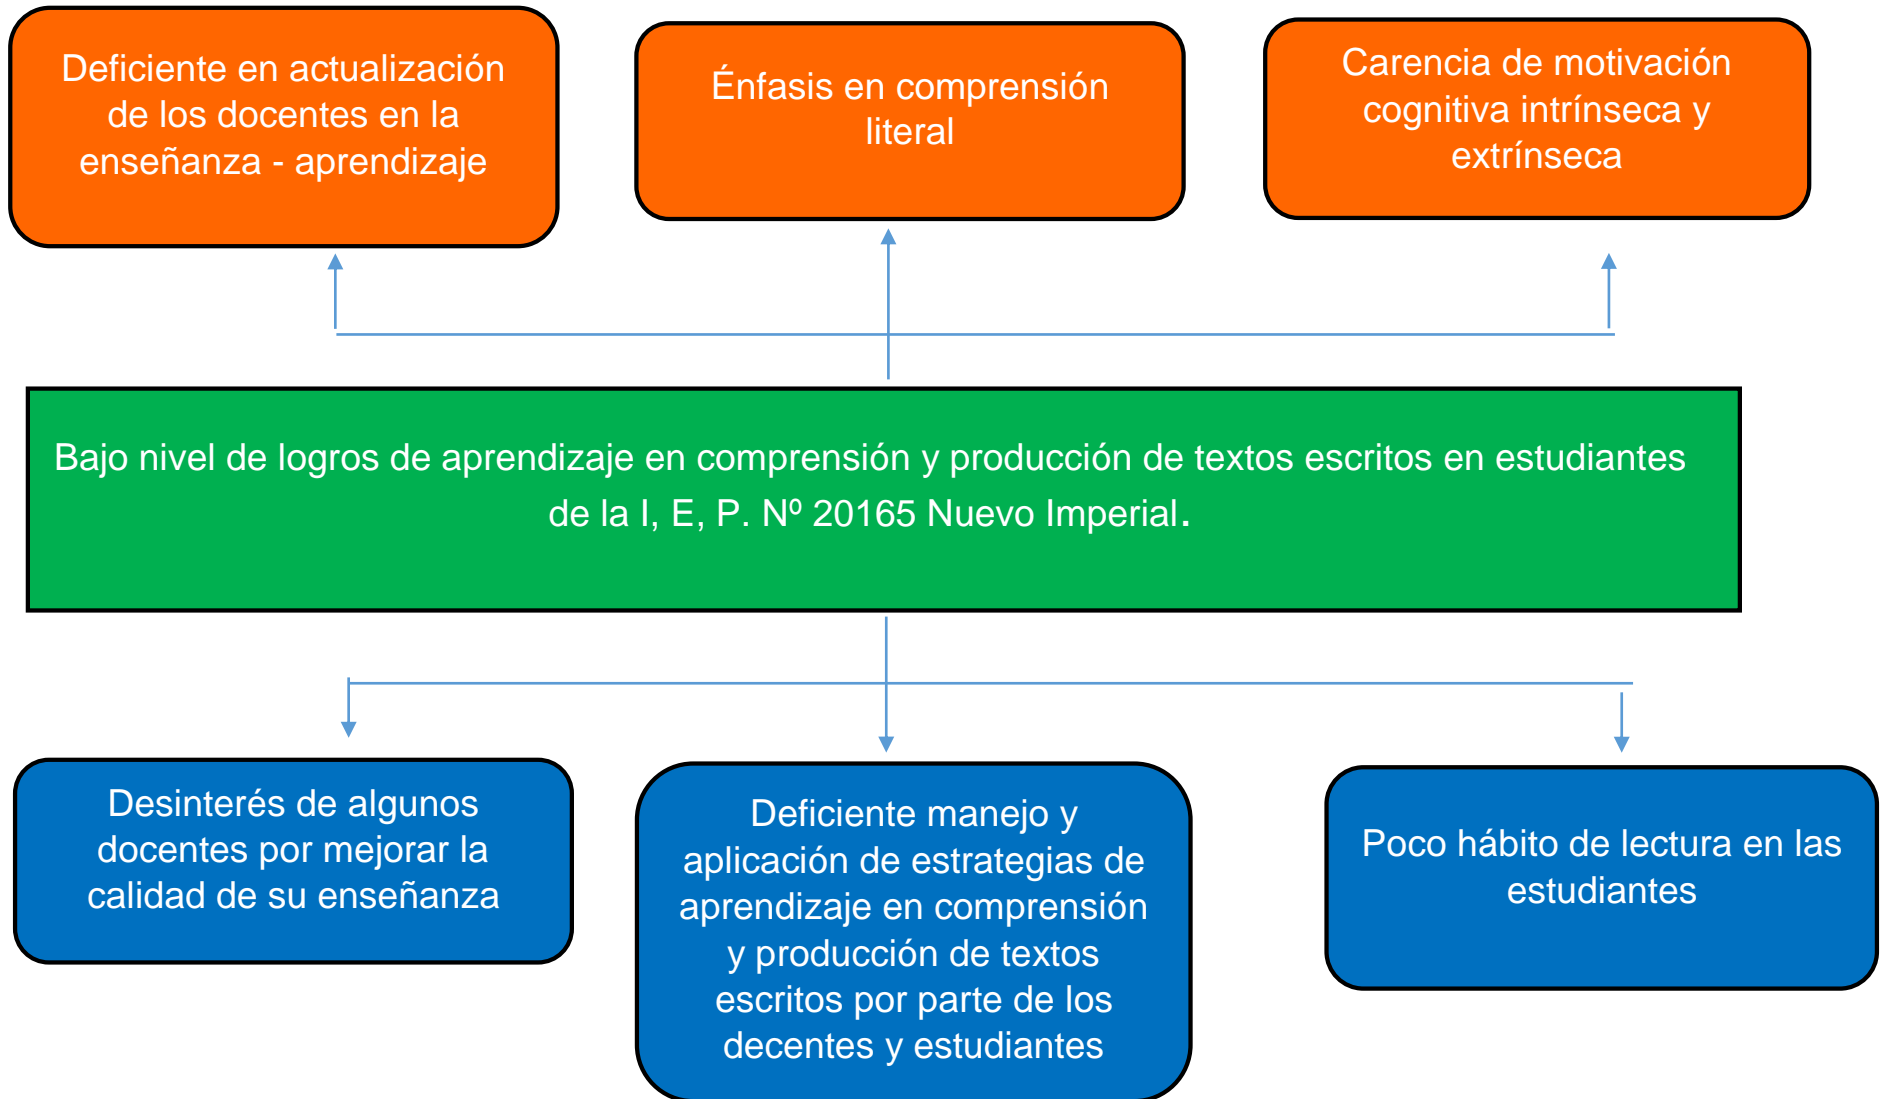 Deficiente en actualización
de los docentes en la
enseñanza - aprendizaje
Énfasis en comprensión
literal
Carencia de motivación
cognitiva intrínseca y
extrínseca
Bajo nivel de logros de aprendizaje en comprensión y producción de textos escritos en estudiantes
de la I, E, P. Nº 20165 Nuevo Imperial.
Desinterés de algunos
docentes por mejorar la
calidad de su enseñanza
Deficiente manejo y
aplicación de estrategias de
aprendizaje en comprensión
y producción de textos
escritos por parte de los
decentes y estudiantes
Poco hábito de lectura en las
estudiantes